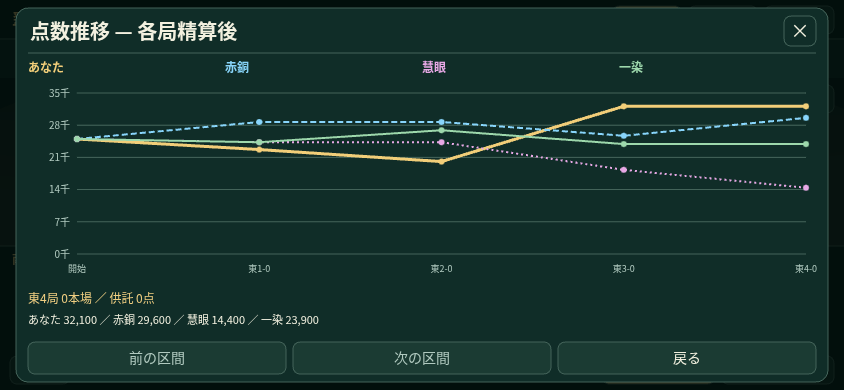 点数推移 — 各局精算後
あなた 赤銅 慧眼 一染
35千
28千
21千
14千
7千
0千
開始 東1-0 東2-0 東3-0 東4-0
東4局 0本場 ／ 供託 0点
あなた 32,100 ／ 赤銅 29,600 ／ 慧眼 14,400 ／ 一染 23,900
前の区間 次の区間 戻る